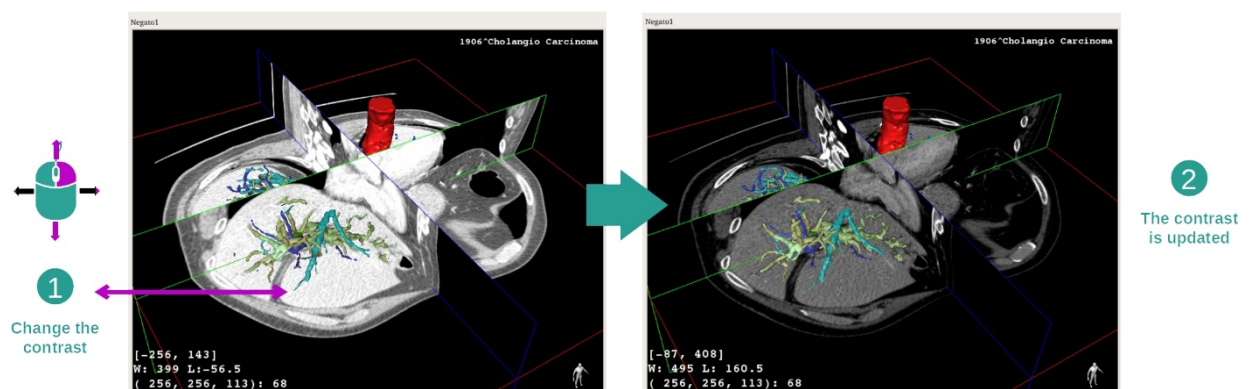 Negato1
1906^Cholangio Carcinoma
1
Change the
contrast
[-256, 143]
W: 399 L:-56.5
( 256, 256, 113): 68
Negato1
1906^Cholangio Carcinoma
[-87, 408]
W: 495 L: 160.5
( 256, 256, 113): 68
2
The contrast
is updated